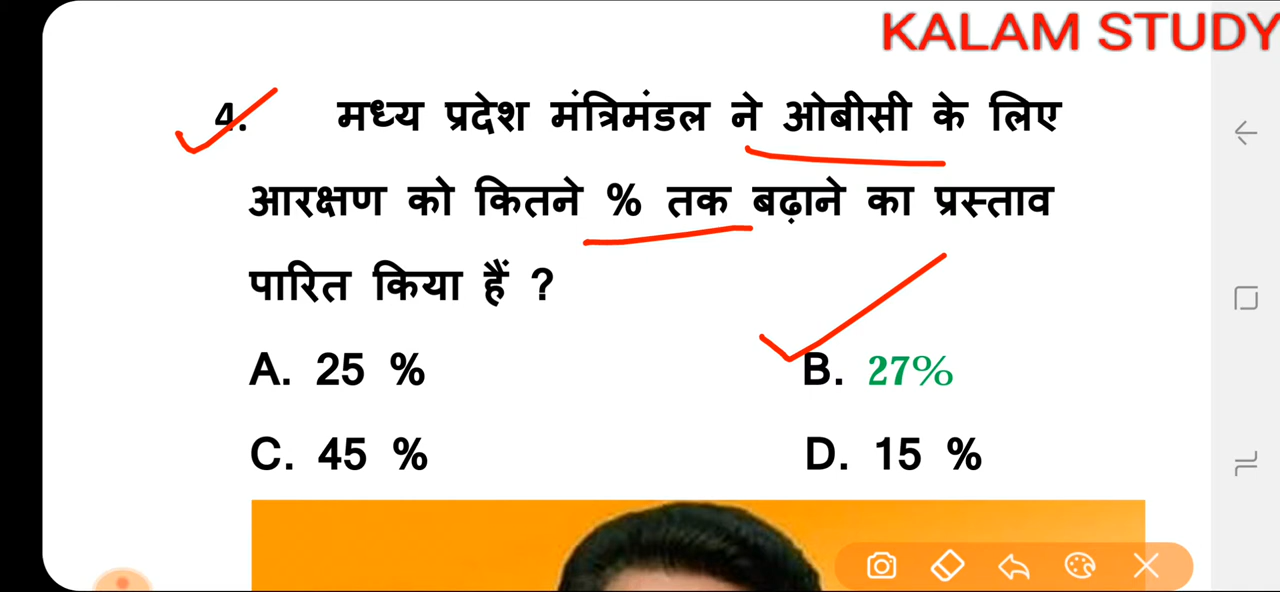 KALAM STUDY
4. मध्य प्रदेश मंत्रिमंडल ने ओबीसी के लिए
आरक्षण को कितने % तक बढ़ाने का प्रस्ताव
पारित किया हैं ?
A. 25 % B. 27%
C. 45 % D. 15 %